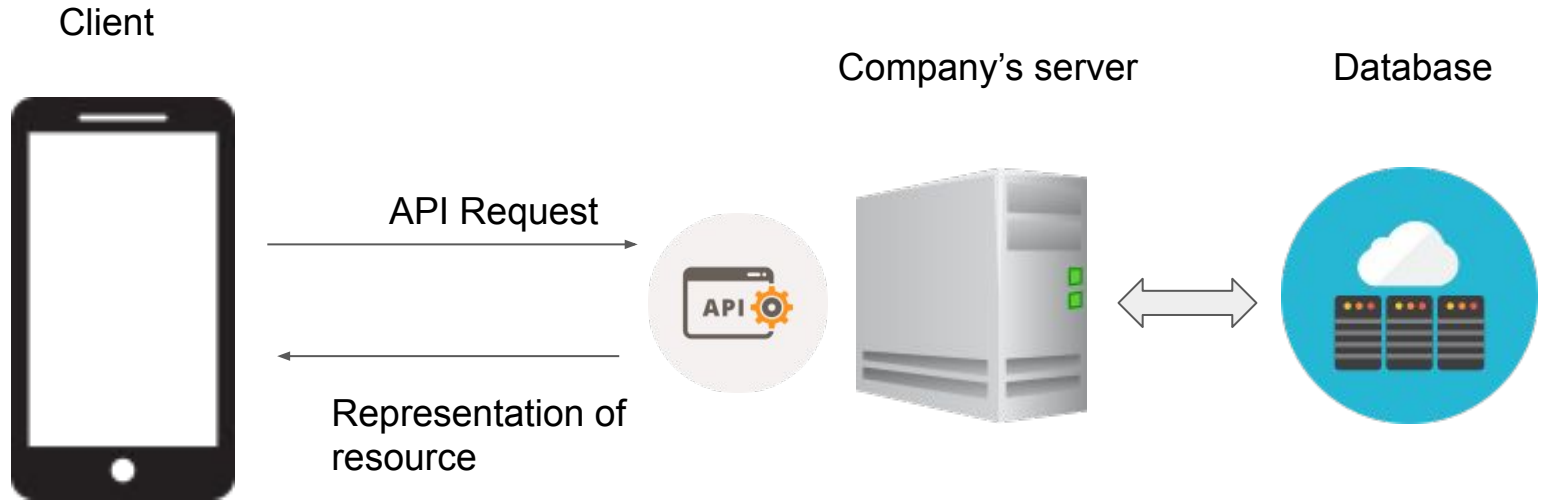 Client
Company’s server
Database
API Request
API
Representation of
resource